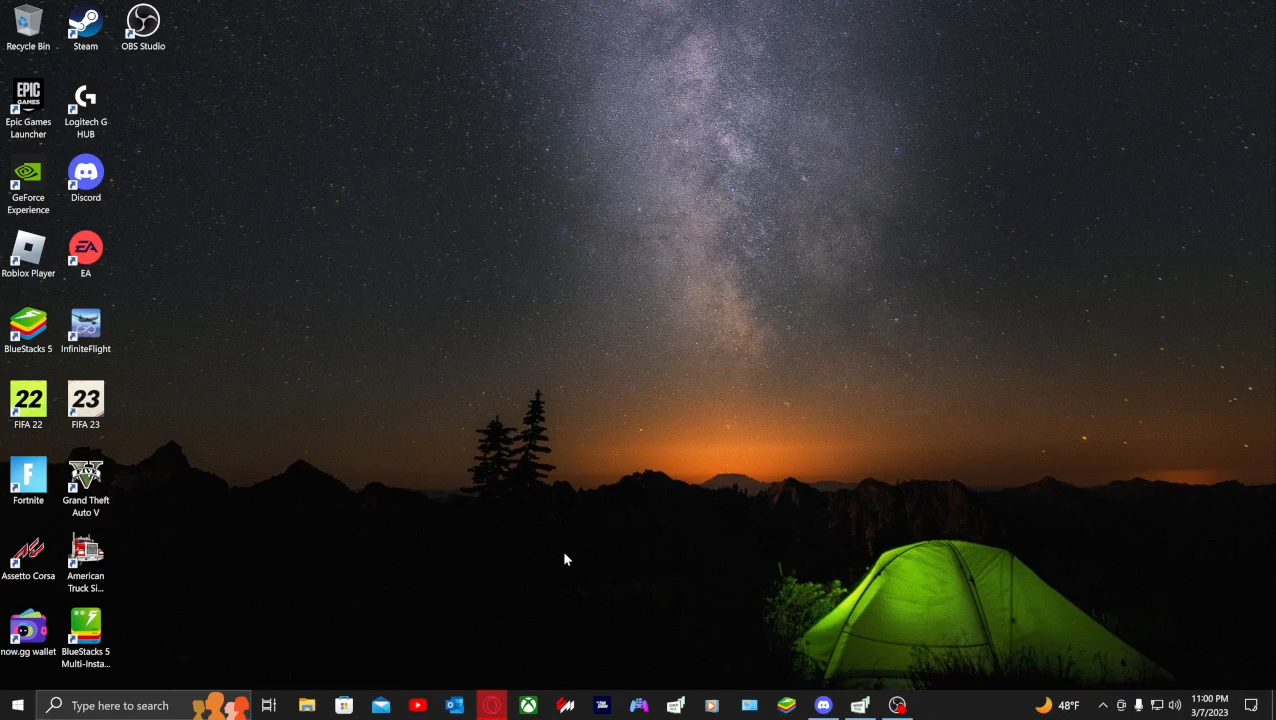 Recycle Bin
Steam
OBS Studio
EPIC
GAMES
Epic Games
Launcher
Logitech G
HUB
GeForce
Experience
Discord
Roblox Player
EA
EA
BlueStacks 5
InfiniteFlight
22
FIFA 22
23
FIFA 23
Fortnite
Grand Theft
Auto V
Assetto Corsa
American
Truck Si...
now.gg wallet
BlueStacks 5
Multi-Insta...
Type here to search
48°F
11:00 PM
3/7/2023